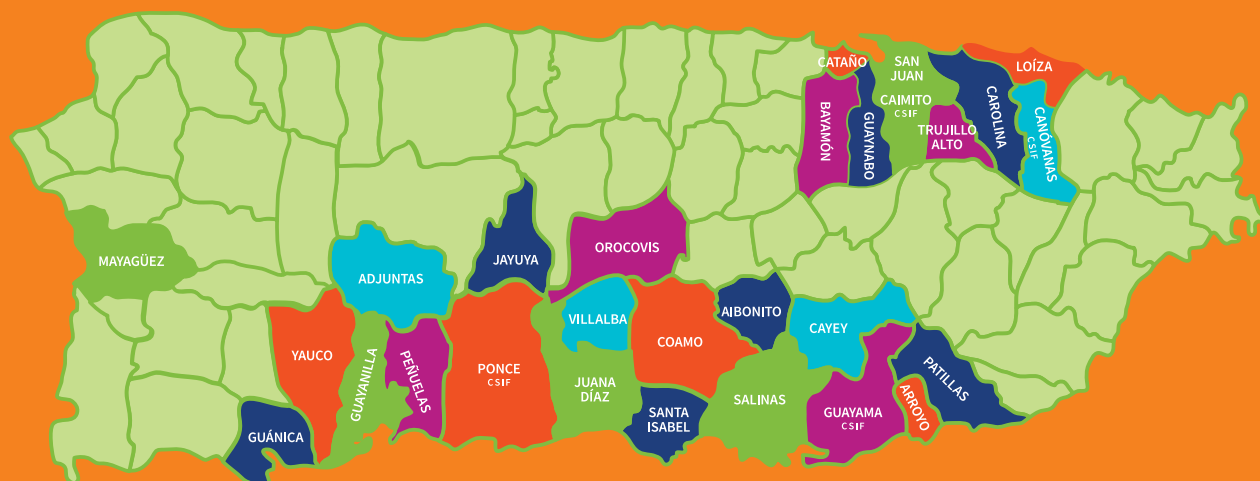 CATAÑO
SAN
JUAN
CAIMITO
CSIF
LOÍZA
BAYAMÓN
GUAYNABO
TRUJILLO
ALTO
CAROLINA
CANÓVANAS
CSIF
MAYAGÜEZ
ADJUNTAS
JAYUYA
OROCOVIS
YAUCO
GUAYANILLA
PEÑUELAS
PONCE
CSIF
VILLALBA
JUANA
DÍAZ
COAMO
AIBONITO
CAYEY
SANTA
ISABEL
SALINAS
GUAYAMA
CSIF
ARROYO
PATILLAS
GUÁNICA